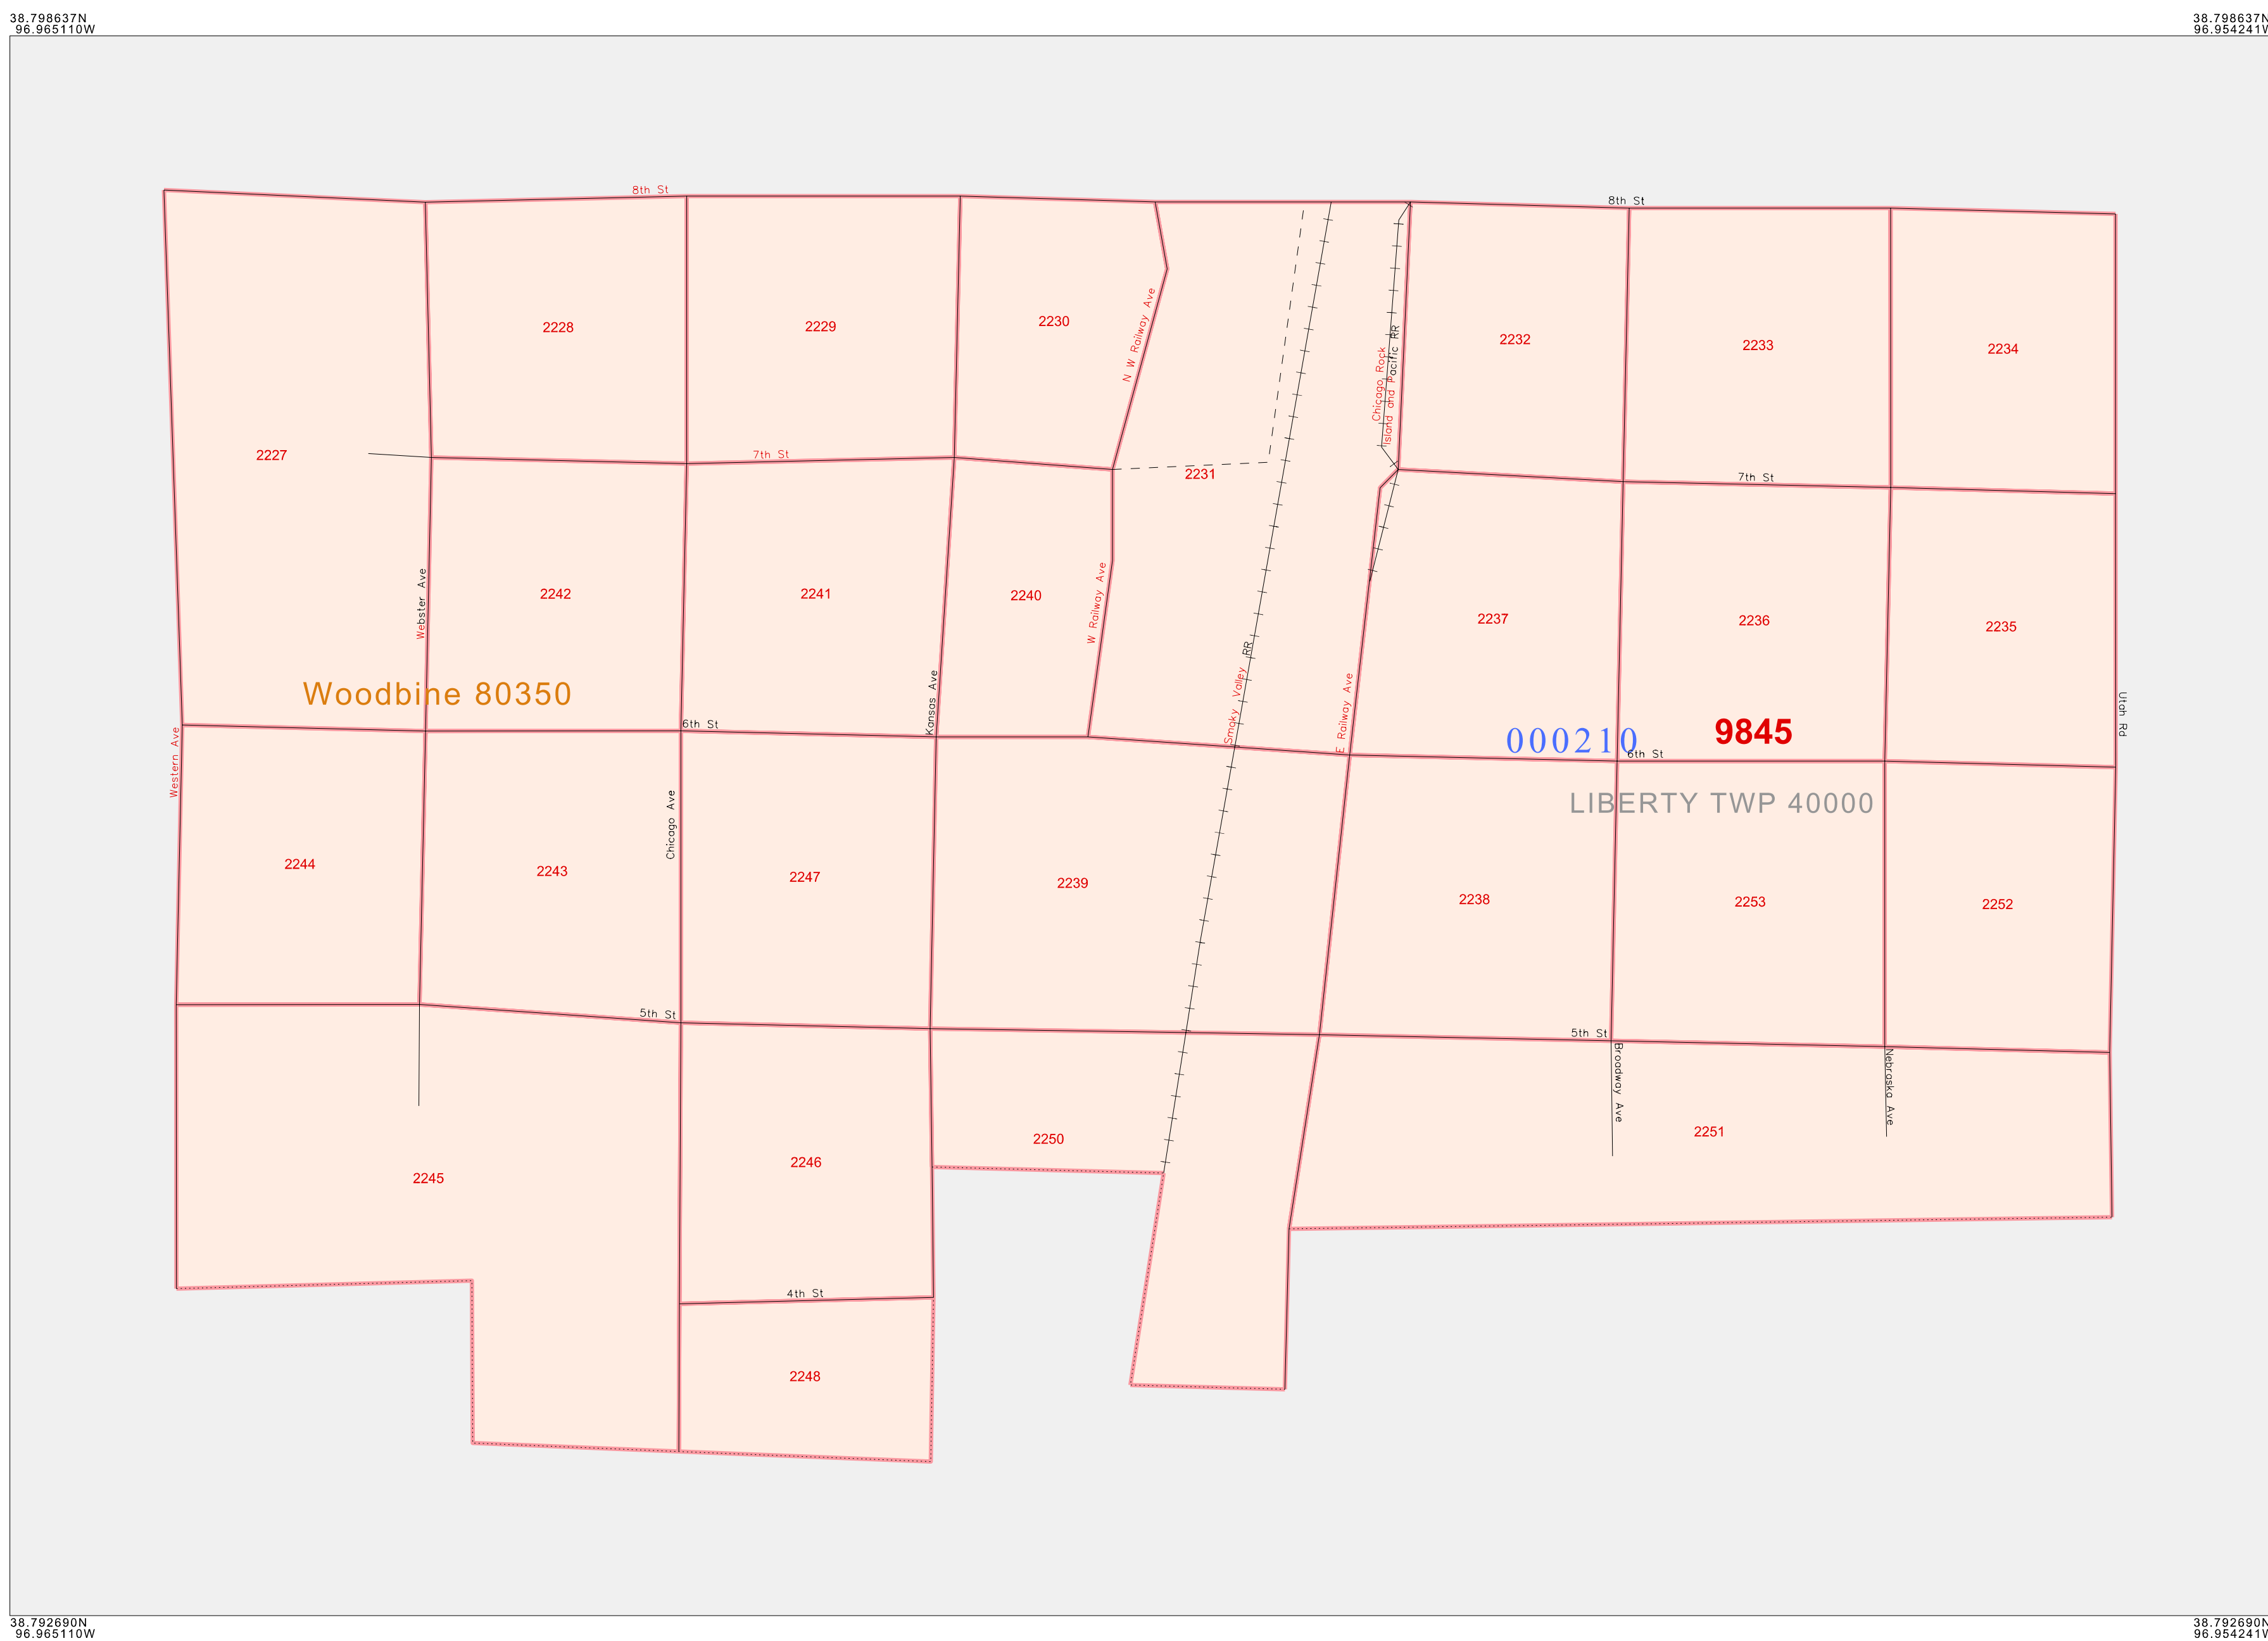 38.798637N
96.965110W
38.798637N
96.954241W
8th St
8th St
N W Railway Ave
2228
2229
2230
2232
2233
2234
Chicago Rock
Island and Pacific RR
2227
7th St
2231
7th St
Webster Ave
2242
2241
2240
W Railway Ave
2237
2236
2235
Woodbine 80350
Kansas Ave
Smoky Valley RR
E Railway Ave
Utah Rd
6th St
000210
9845
6th St
Western Ave
LIBERTY TWP 40000
Chicago Ave
2244
2243
2247
2239
2238
2253
2252
5th St
5th St
Broadway Ave
Nebraska Ave
2245
2246
2250
2251
4th St
2248
38.792690N
96.965110W
38.792690N
96.954241W